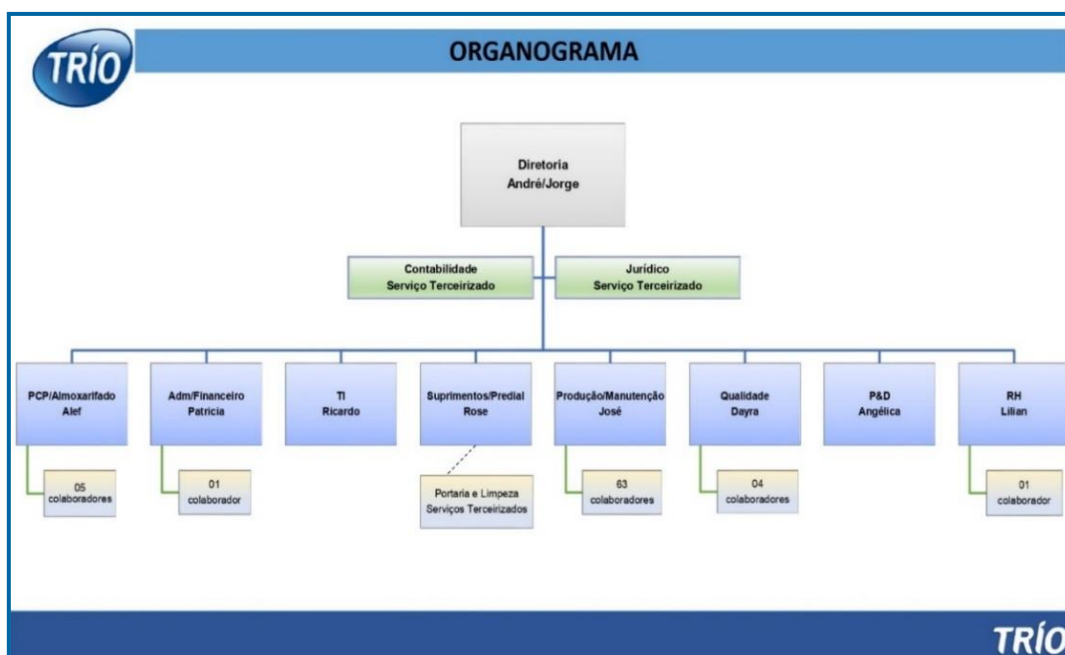 TRÍO
ORGANOGRAMA
Diretoria
André/Jorge
Contabilidade
Serviço Terceirizado
Jurídico
Serviço Terceirizado
PCP/Almoxarifado
Alef
Adm/Financeiro
Patricia
TI
Ricardo
Suprimentos/Predial
Rose
Produção/Manutenção
José
Qualidade
Dayra
P&D
Angélica
RH
Lilian
05
colaboradores
01
colaborador
Portaria e Limpeza
Serviços Terceirizados
63
colaboradores
04
colaboradores
01
colaborador
TRÍO